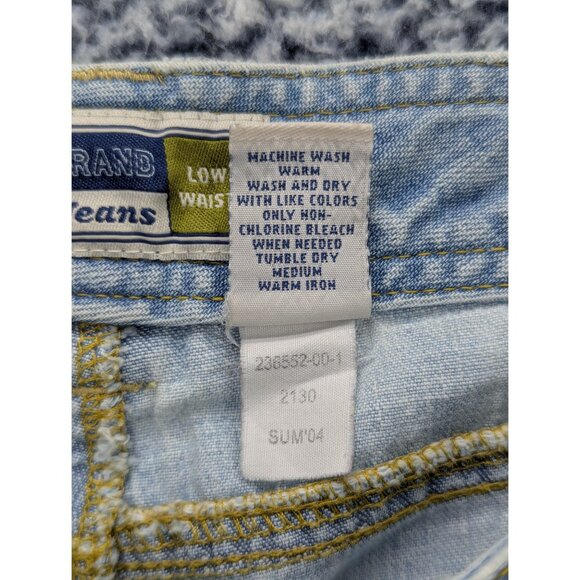 RAND
Jeans
LOW
WAIS
MACHINE WASH
WARM
WASH AND DRY
WITH LIKE COLORS
ONLY NON-
CHLORINE BLEACH
WHEN NEEDED
TUMBLE DRY
MEDIUM
WARM IRON
238552-00-1
2130
SUM'04